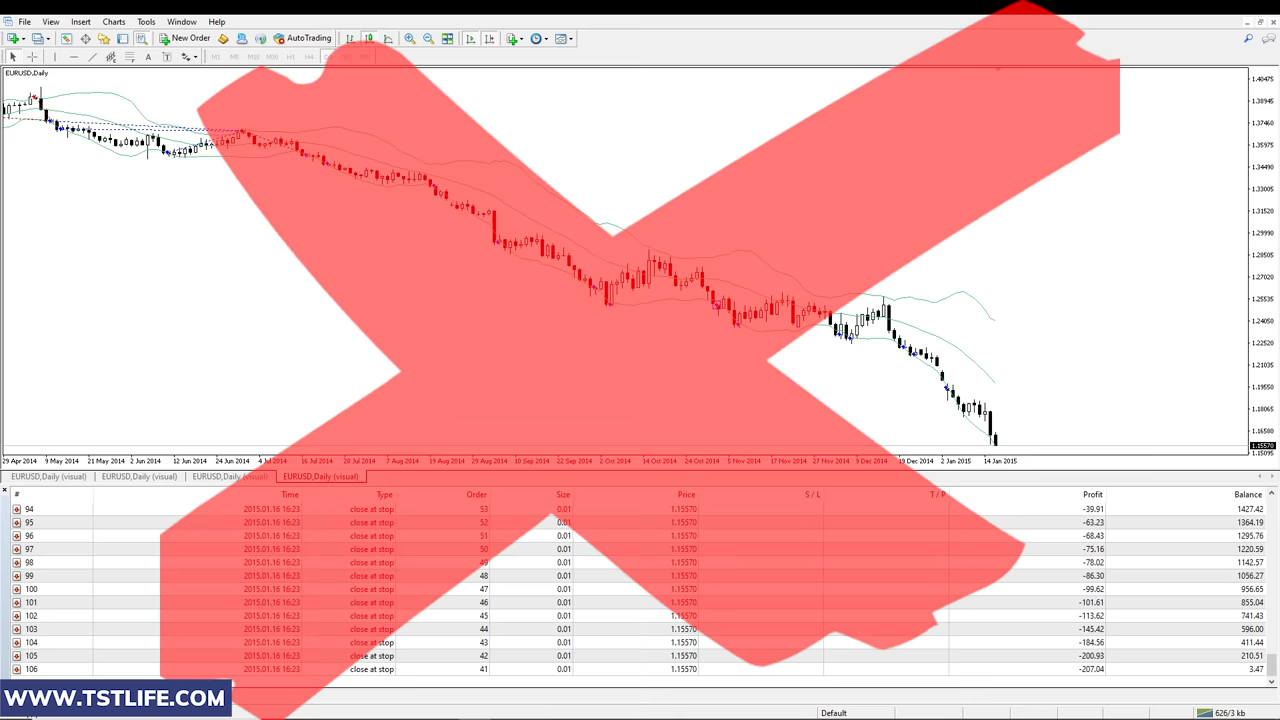 File View Insert Charts Tools Window Help
New Order AutoTrading
A T M1 M5 M15 M30 H1 H4
EURUSD,Daily
1.40475
1.38945
1.37460
1.35975
1.34490
1.33005
1.31520
1.29990
1.28505
1.27020
1.25535
1.24050
1.22520
1.21035
1.19550
1.18065
1.16580
1.15570
1.15095
29 Apr 2014 9 May 2014 21 May 2014 2 Jun 2014 12 Jun 2014 24 Jun 2014 4 Jul 2014 16 Jul 2014 28 Jul 2014 7 Aug 2014 19 Aug 2014 29 Aug 2014 10 Sep 2014 22 Sep 2014 2 Oct 2014 14 Oct 2014 24 Oct 2014 5 Nov 2014 17 Nov 2014 27 Nov 2014 9 Dec 2014 19 Dec 2014 2 Jan 2015 14 Jan 2015
EURUSD,Daily (visual) EURUSD,Daily (visual) EURUSD,Daily (visual) EURUSD,Daily (visual)
# Time Type Order Size Price S / L T / P Profit Balance
94 2015.01.16 16:23 close at stop 53 0.01 1.15570 -39.91 1427.42
95 2015.01.16 16:23 close at stop 52 0.01 1.15570 -63.23 1364.19
96 2015.01.16 16:23 close at stop 51 0.01 1.15570 -68.43 1295.76
97 2015.01.16 16:23 close at stop 50 0.01 1.15570 -75.16 1220.59
98 2015.01.16 16:23 close at stop 49 0.01 1.15570 -78.02 1142.57
99 2015.01.16 16:23 close at stop 48 0.01 1.15570 -86.30 1056.27
100 2015.01.16 16:23 close at stop 47 0.01 1.15570 -99.62 956.65
101 2015.01.16 16:23 close at stop 46 0.01 1.15570 -101.61 855.04
102 2015.01.16 16:23 close at stop 45 0.01 1.15570 -113.62 741.43
103 2015.01.16 16:23 close at stop 44 0.01 1.15570 -145.42 596.00
104 2015.01.16 16:23 close at stop 43 0.01 1.15570 -184.56 411.44
105 2015.01.16 16:23 close at stop 42 0.01 1.15570 -200.93 210.51
106 2015.01.16 16:23 close at stop 41 0.01 1.15570 -207.04 3.47
WWW.TSTLIFE.COM
Default 626/3 kb